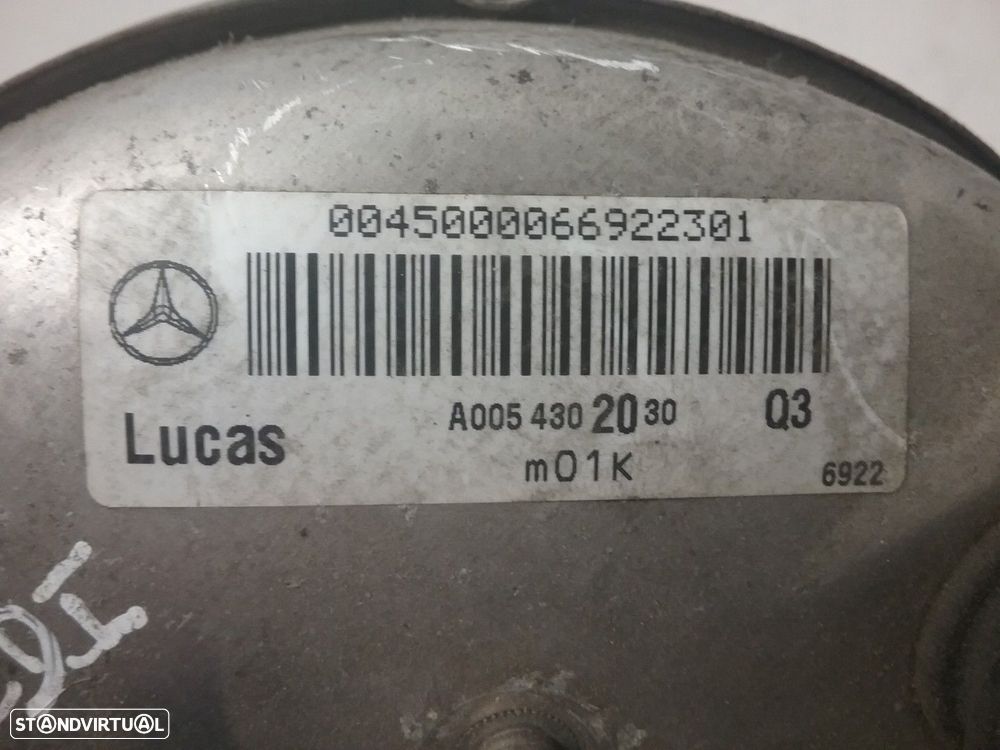 0045000066922301
Lucas
A005 430 20 30 Q3
m01K
6922
STANDVIRTUAL